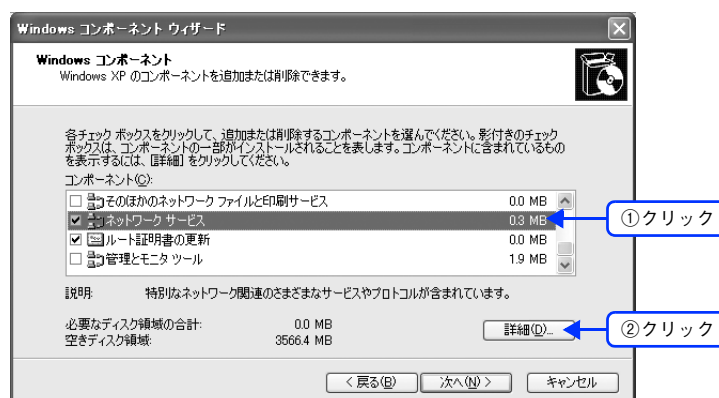 Windows コンポーネント ウィザード
Windows コンポーネント
Windows XP のコンポーネントを追加または削除できます。
各チェック ボックスをクリックして、追加または削除するコンポーネントを選んでください。影付きのチェック
ボックスは、コンポーネントの一部がインストールされることを表します。コンポーネントに含まれているもの
を表示するには、[詳細] をクリックしてください。
コンポーネント(C):
そのほかのネットワーク ファイルと印刷サービス 0.0 MB
ネットワーク サービス 0.3 MB
①クリック
ルート証明書の更新 0.0 MB
管理とモニタ ツール 1.9 MB
説明: 特別なネットワーク関連のさまざまなサービスやプロトコルが含まれています。
必要なディスク領域の合計: 0.0 MB
空きディスク領域: 3566.4 MB
詳細(D)...
②クリック
< 戻る(B) 次へ(N) > キャンセル